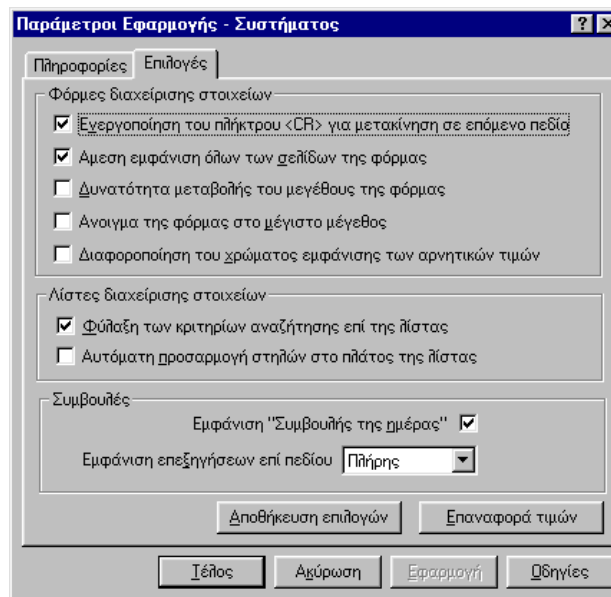 Παράμετροι Εφαρμογής - Συστήματος
Πληροφορίες Επιλογές
Φόρμες διαχείρισης στοιχείων
Ενεργοποίηση του πλήκτρου <CR> για μετακίνηση σε επόμενο πεδίο
Αμεση εμφάνιση όλων των σελίδων της φόρμας
Δυνατότητα μεταβολής του μεγέθους της φόρμας
Ανοιγμα της φόρμας στο μέγιστο μέγεθος
Διαφοροποίηση του χρώματος εμφάνισης των αρνητικών τιμών
Λίστες διαχείρισης στοιχείων
Φύλαξη των κριτηρίων αναζήτησης επί της λίστας
Αυτόματη προσαρμογή στηλών στο πλάτος της λίστας
Συμβουλές
Εμφάνιση "Συμβουλής της ημέρας"
Εμφάνιση επεξηγήσεων επί πεδίου Πλήρης
Αποθήκευση επιλογών Επαναφορά τιμών
Τέλος Ακύρωση Εφαρμογή Οδηγίες